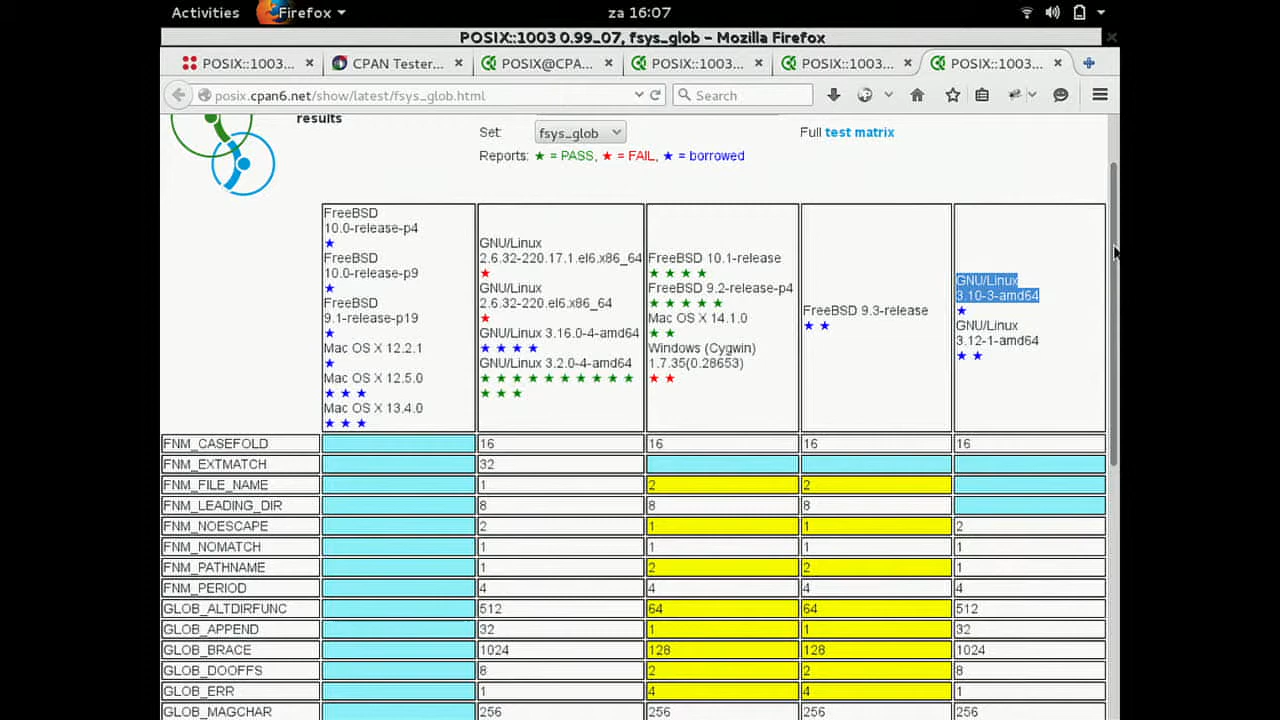 Activities
Firefox
za 16:07
POSIX::1003 0.99_07, fsys_glob – Mozilla Firefox
POSIX::1003...
CPAN Tester...
POSIX@CPA...
POSIX::1003...
POSIX::1003...
POSIX::1003...
posix.cpan6.net/show/latest/fsys_glob.html
Search
results
Set:
fsys_glob
Full test matrix
Reports: ★ = PASS, ★ = FAIL, ★ = borrowed
FreeBSD
10.0-release-p4
★
FreeBSD
10.0-release-p9
★
FreeBSD
9.1-release-p19
★
Mac OS X 12.2.1
★
Mac OS X 12.5.0
★ ★ ★
Mac OS X 13.4.0
★ ★ ★
GNU/Linux
2.6.32-220.17.1.el6.x86_64
★
GNU/Linux
2.6.32-220.el6.x86_64
★
GNU/Linux 3.16.0-4-amd64
★ ★ ★ ★
GNU/Linux 3.2.0-4-amd64
★ ★ ★ ★ ★ ★ ★ ★ ★ ★
★ ★ ★
FreeBSD 10.1-release
★ ★ ★ ★
FreeBSD 9.2-release-p4
★ ★ ★ ★ ★
Mac OS X 14.1.0
★ ★
Windows (Cygwin)
1.7.35(0.28653)
★ ★
FreeBSD 9.3-release
★ ★
GNU/Linux
3.10-3-amd64
★
GNU/Linux
3.12-1-amd64
★ ★
FNM_CASEFOLD 16 16 16 16
FNM_EXTMATCH 32
FNM_FILE_NAME 1 2 2
FNM_LEADING_DIR 8 8 8
FNM_NOESCAPE 2 1 1 2
FNM_NOMATCH 1 1 1 1
FNM_PATHNAME 1 2 2 1
FNM_PERIOD 4 4 4 4
GLOB_ALTDIRFUNC 512 64 64 512
GLOB_APPEND 32 1 1 32
GLOB_BRACE 1024 128 128 1024
GLOB_DOOFFS 8 2 2 8
GLOB_ERR 1 4 4 1
GLOB_MAGCHAR 256 256 256 256